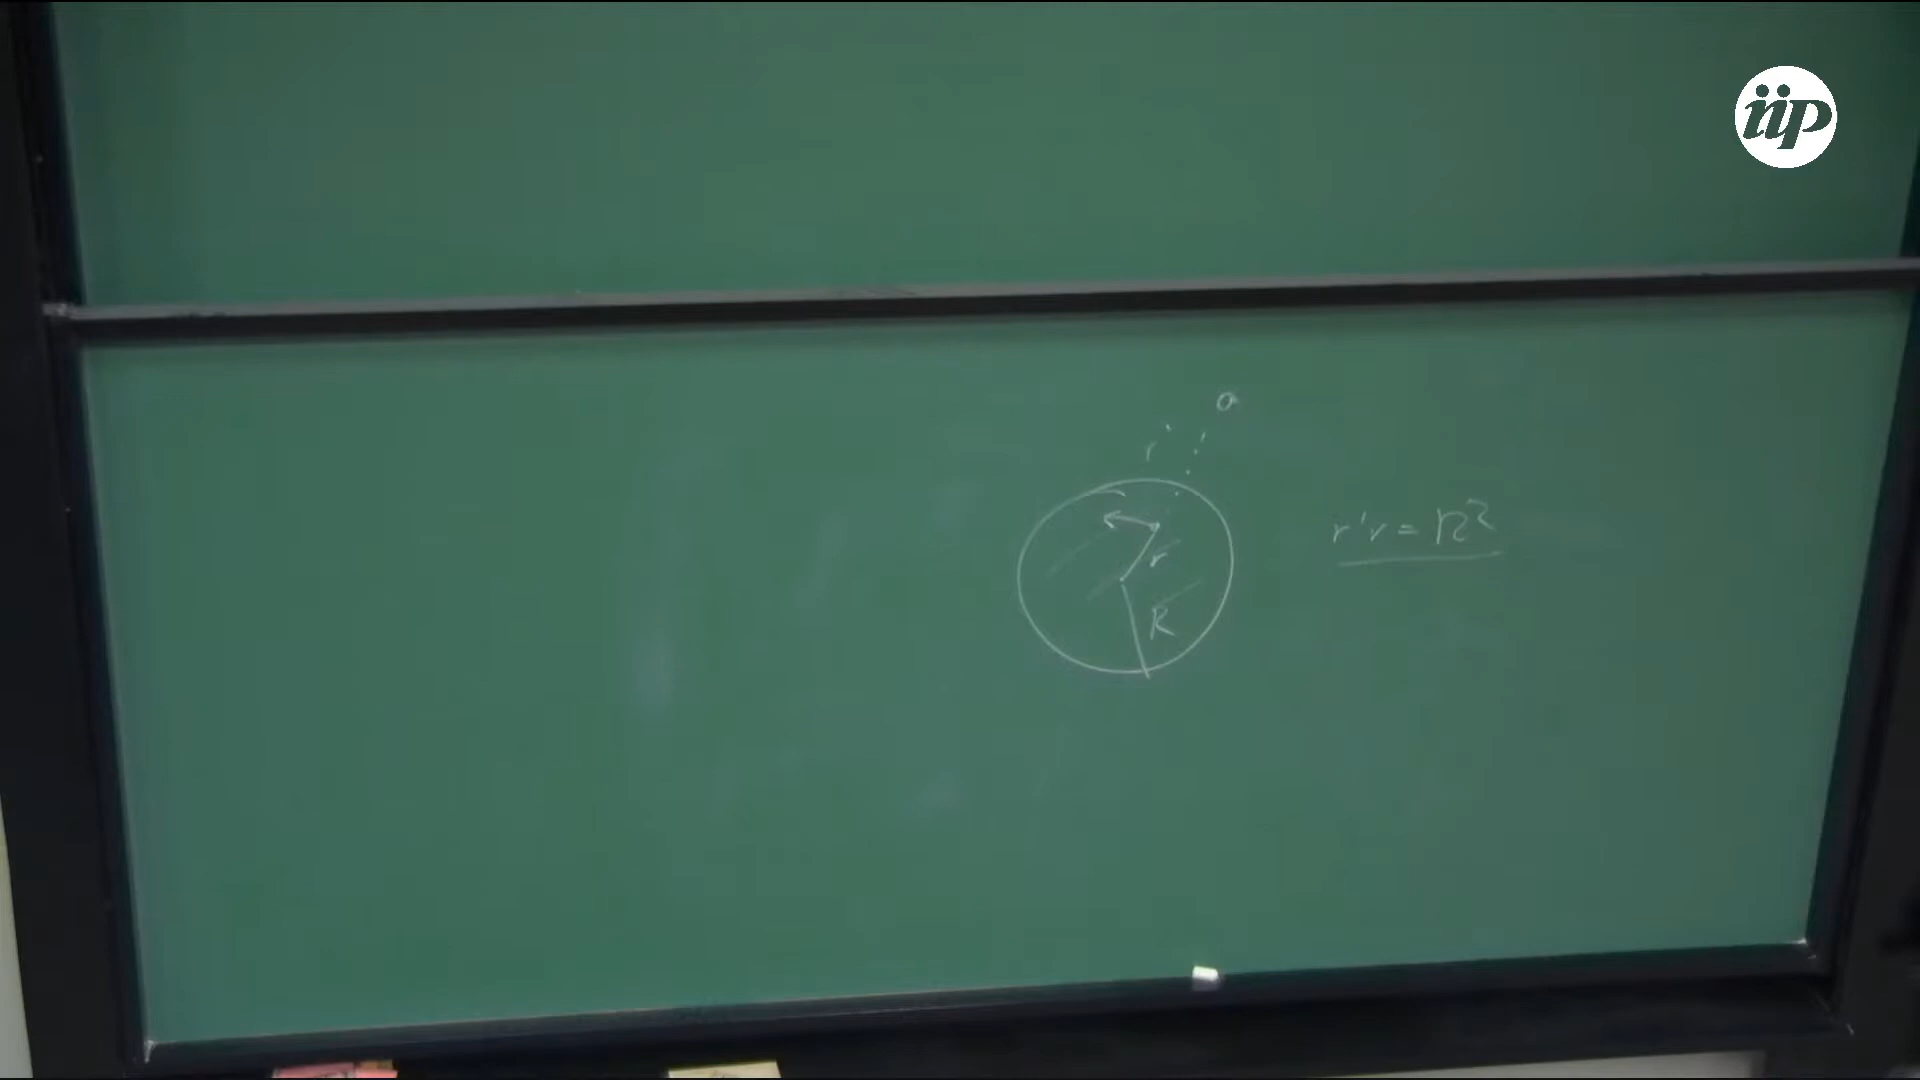 iip
r'
r'r = R²
r
R